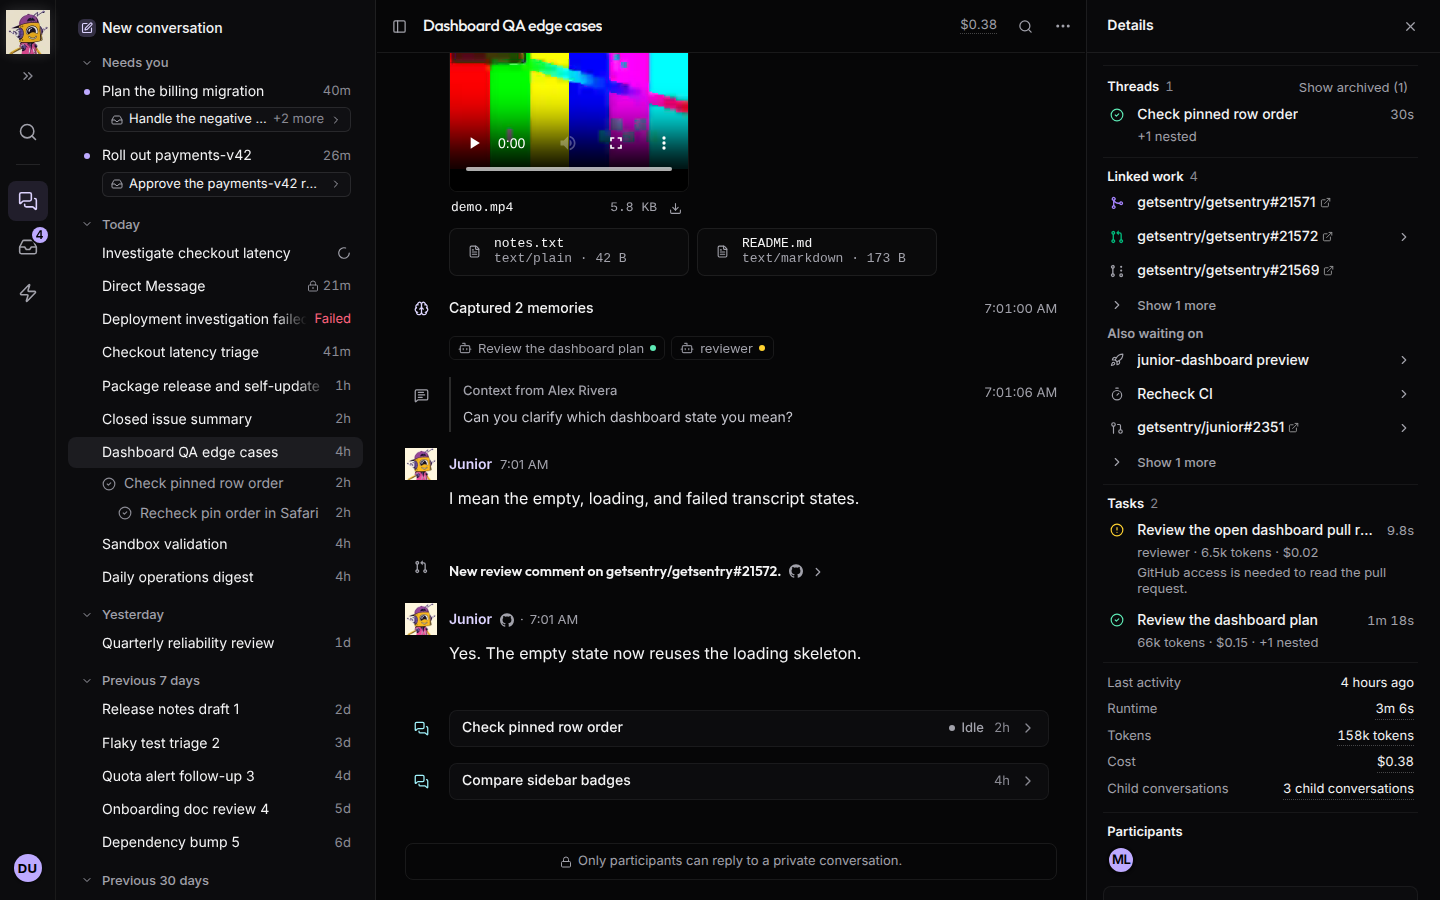 New conversation
Needs you
Plan the billing migration 40m
Handle the negative ... +2 more
Roll out payments-v42 26m
Approve the payments-v42 r...
4
Today
Investigate checkout latency
Direct Message 21m
Deployment investigation failed Failed
Checkout latency triage 41m
Package release and self-update 1h
Closed issue summary 2h
Dashboard QA edge cases 4h
Check pinned row order 2h
Recheck pin order in Safari 2h
Sandbox validation 4h
Daily operations digest 4h
Yesterday
Quarterly reliability review 1d
Previous 7 days
Release notes draft 1 2d
Flaky test triage 2 3d
Quota alert follow-up 3 4d
Onboarding doc review 4 5d
Dependency bump 5 6d
Previous 30 days
DU
Dashboard QA edge cases $0.38
0:00
demo.mp4 5.8 KB
notes.txt
text/plain · 42 B
README.md
text/markdown · 173 B
Captured 2 memories 7:01:00 AM
Review the dashboard plan reviewer
Context from Alex Rivera 7:01:06 AM
Can you clarify which dashboard state you mean?
Junior 7:01 AM
I mean the empty, loading, and failed transcript states.
New review comment on getsentry/getsentry#21572.
Junior · 7:01 AM
Yes. The empty state now reuses the loading skeleton.
Check pinned row order Idle 2h
Compare sidebar badges 4h
Only participants can reply to a private conversation.
Details
Threads 1 Show archived (1)
Check pinned row order 30s
+1 nested
Linked work 4
getsentry/getsentry#21571
getsentry/getsentry#21572
getsentry/getsentry#21569
Show 1 more
Also waiting on
junior-dashboard preview
Recheck CI
getsentry/junior#2351
Show 1 more
Tasks 2
Review the open dashboard pull r... 9.8s
reviewer · 6.5k tokens · $0.02
GitHub access is needed to read the pull
request.
Review the dashboard plan 1m 18s
66k tokens · $0.15 · +1 nested
Last activity 4 hours ago
Runtime 3m 6s
Tokens 158k tokens
Cost $0.38
Child conversations 3 child conversations
Participants
ML